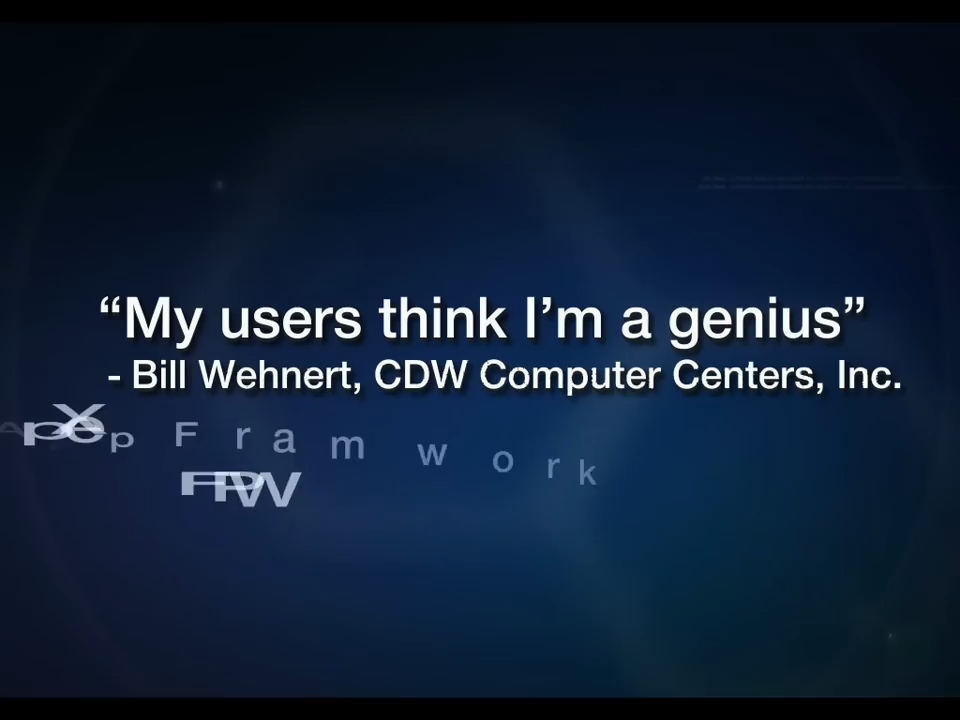 “My users think I’m a genius”
- Bill Wehnert, CDW Computer Centers, Inc.